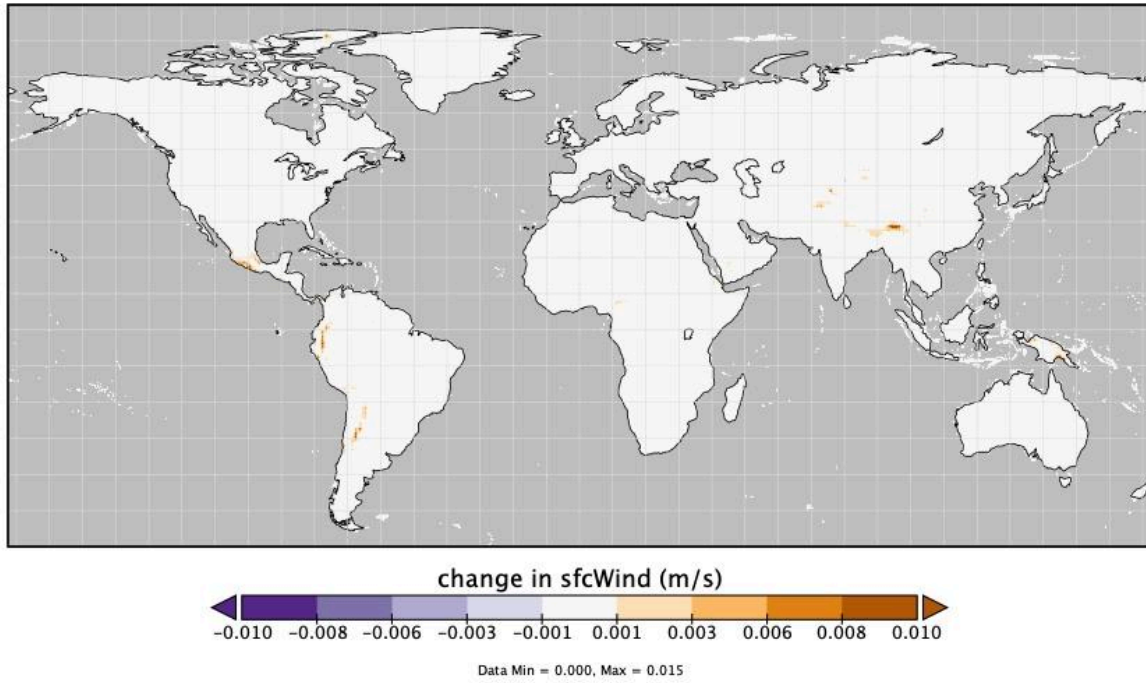 change in sfcWind (m/s)
−0.010 −0.008 −0.006 −0.003 −0.001 0.001 0.003 0.006 0.008 0.010
Data Min = 0.000, Max = 0.015